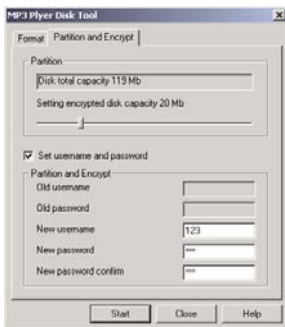 MP3 Plyer Disk Tool
Format Partition and Encrypt
Partition
Disk total capacity 119 Mb
Setting encrypted disk capacity 20 Mb
Set username and password
Partition and Encrypt
Old username
Old password
New username 123
New password ***
New password confirm ***
Start Close Help